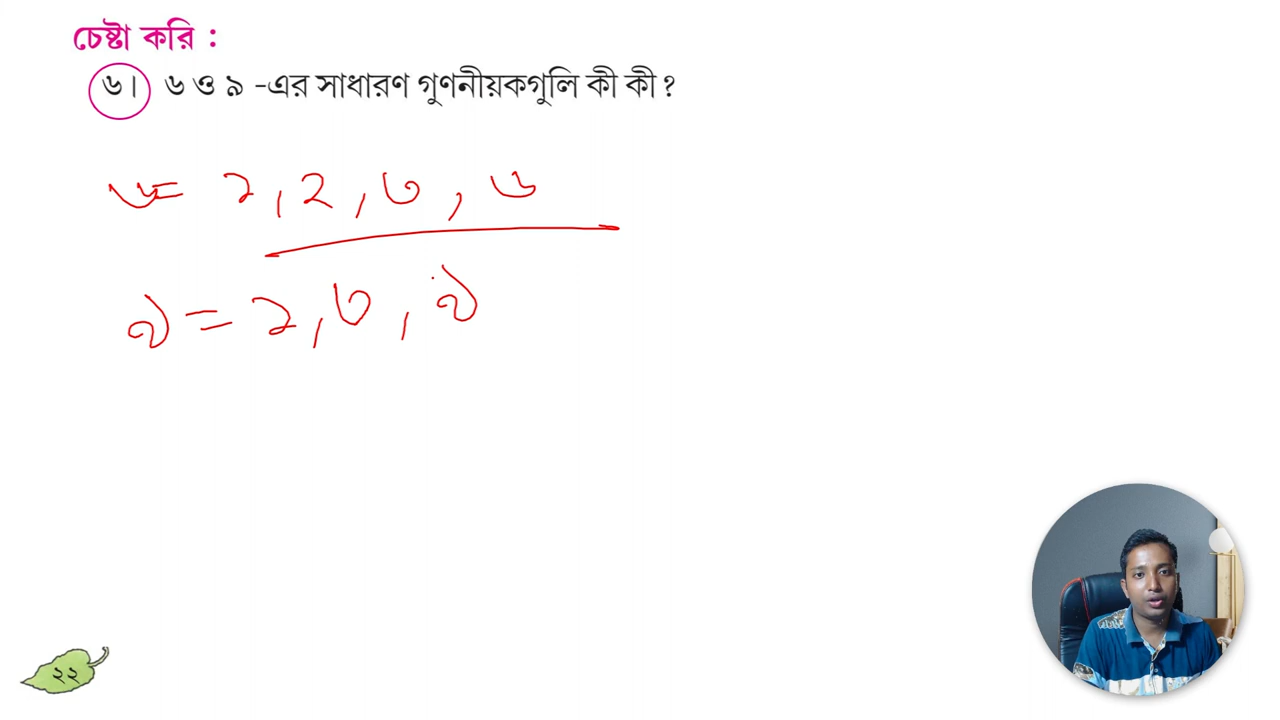 চেষ্টা করি :
৬। ৬ ও ৯ -এর সাধারণ গুণনীয়কগুলি কী কী ?
৬= ১, ২, ৩, ৬
৯ = ১, ৩, ৯
২২